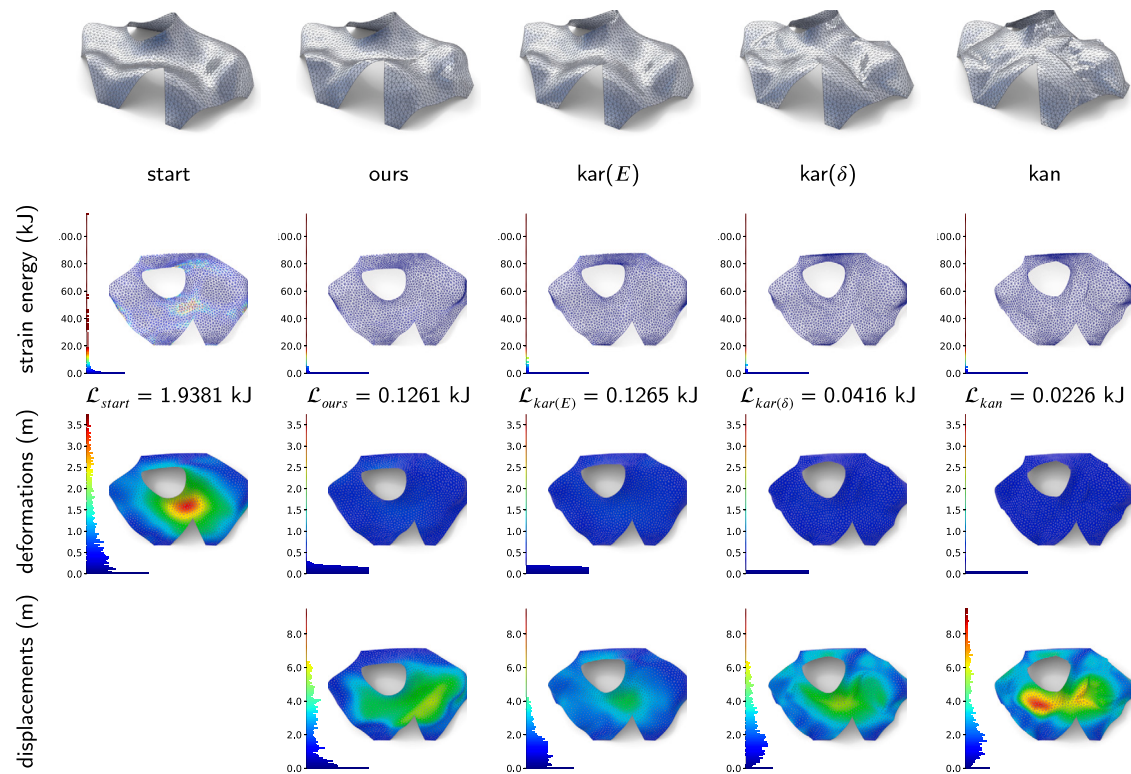 start ours kar(E) kar(δ) kan
strain energy (kJ)
.00.0 .00.0 .00.0 .00.0 .00.0
80.0 80.0 80.0 80.0 80.0
60.0 60.0 60.0 60.0 60.0
40.0 40.0 40.0 40.0 40.0
20.0 20.0 20.0 20.0 20.0
0.0 0.0 0.0 0.0 0.0
ℒstart = 1.9381 kJ ℒours = 0.1261 kJ ℒkar(E) = 0.1265 kJ ℒkar(δ) = 0.0416 kJ ℒkan = 0.0226 kJ
deformations (m)
3.5 3.5 3.5 3.5 3.5
3.0 3.0 3.0 3.0 3.0
2.5 2.5 2.5 2.5 2.5
2.0 2.0 2.0 2.0 2.0
1.5 1.5 1.5 1.5 1.5
1.0 1.0 1.0 1.0 1.0
0.5 0.5 0.5 0.5 0.5
0.0 0.0 0.0 0.0 0.0
displacements (m)
8.0 8.0 8.0 8.0
6.0 6.0 6.0 6.0
4.0 4.0 4.0 4.0
2.0 2.0 2.0 2.0
0.0 0.0 0.0 0.0